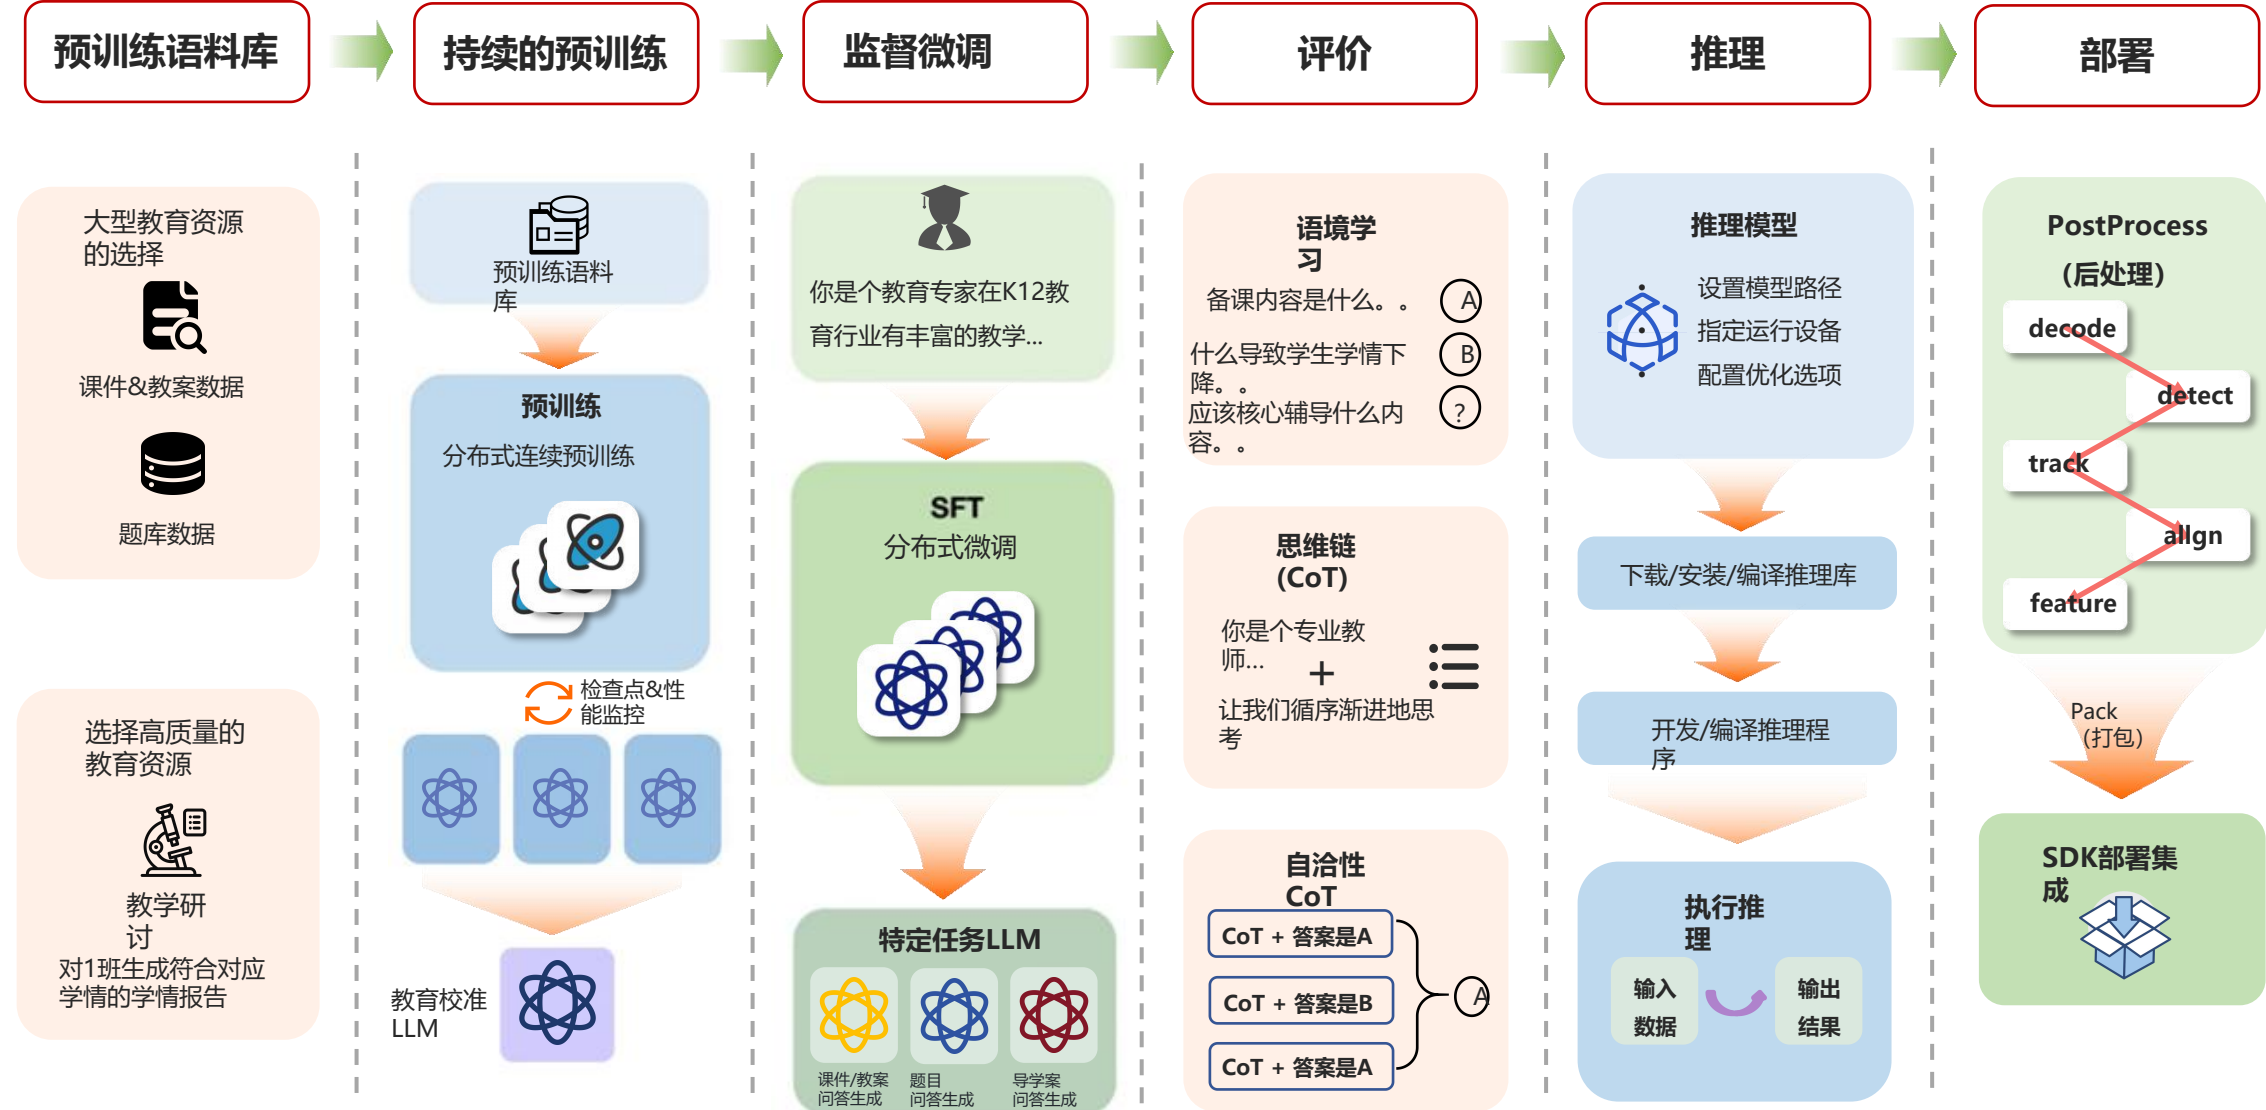 预训练语料库
持续的预训练
监督微调
评价
推理
部署
大型教育资源
的选择
课件&教案数据
题库数据
选择高质量的
教育资源
教学研
讨
对1班生成符合对应
学情的学情报告
预训练语料
库
预训练
分布式连续预训练
检查点&性
能监控
教育校准
LLM
你是个教育专家在K12教
育行业有丰富的教学...
SFT
分布式微调
特定任务LLM
课件/教案
问答生成
题目
问答生成
导学案
问答生成
语境学
习
备课内容是什么。。
A
什么导致学生学情下
降。。
B
应该核心辅导什么内
容。。
?
思维链
(CoT)
你是个专业教
师...
+
让我们循序渐进地思
考
自洽性
CoT
CoT + 答案是A
CoT + 答案是B
CoT + 答案是A
A
推理模型
设置模型路径
指定运行设备
配置优化选项
下载/安装/编译推理库
开发/编译推理程
序
执行推
理
输入
数据
输出
结果
PostProcess
（后处理）
decode
detect
track
allgn
feature
Pack
（打包）
SDK部署集
成